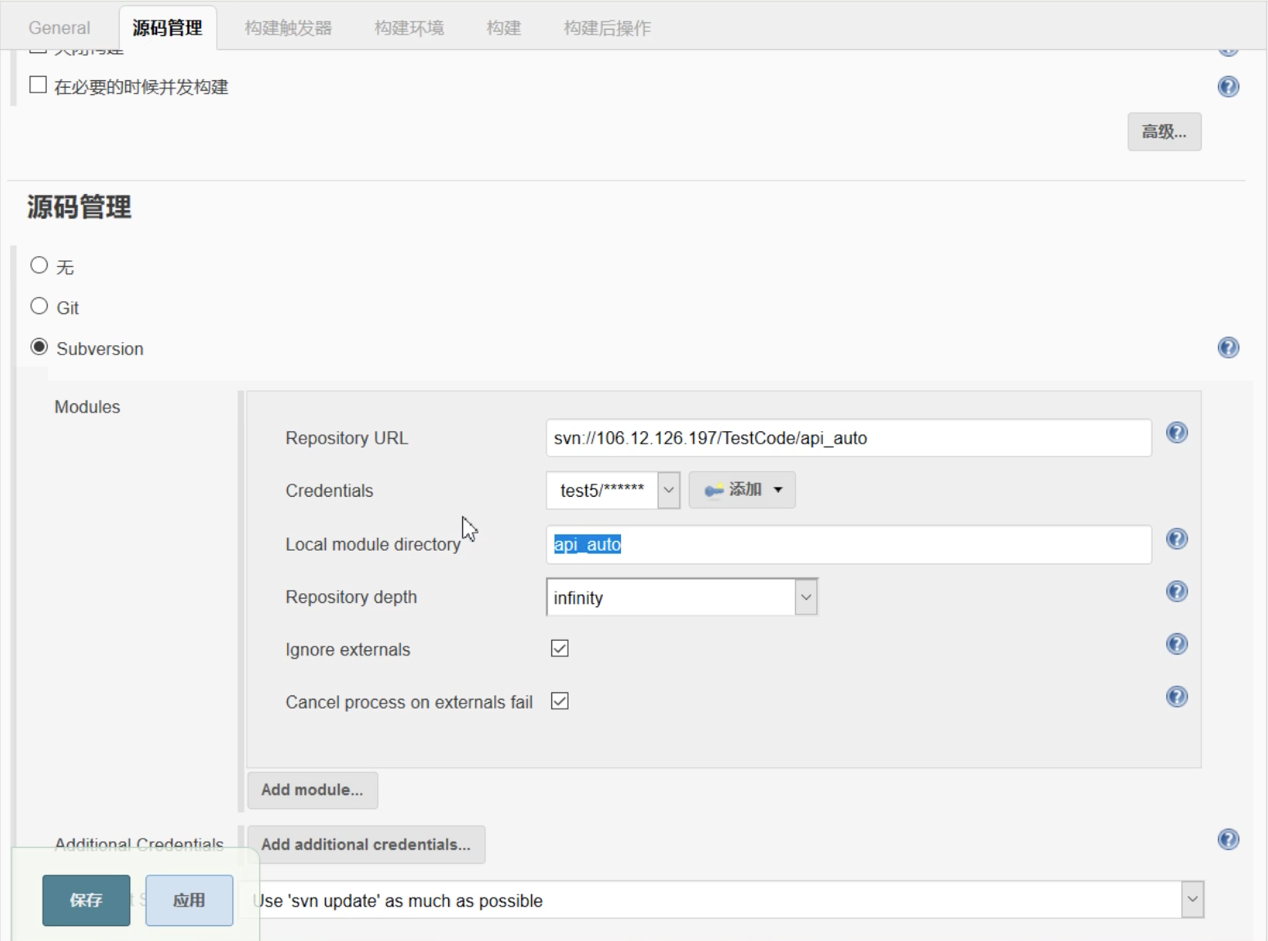 General 源码管理 构建触发器 构建环境 构建 构建后操作
关闭构建
在必要的时候并发构建
高级...
源码管理
无
Git
Subversion
Modules
Repository URL svn://106.12.126.197/TestCode/api_auto
Credentials test5/****** 添加
Local module directory api_auto
Repository depth infinity
Ignore externals
Cancel process on externals fail
Add module...
Additional Credentials Add additional credentials...
保存 应用 Use 'svn update' as much as possible